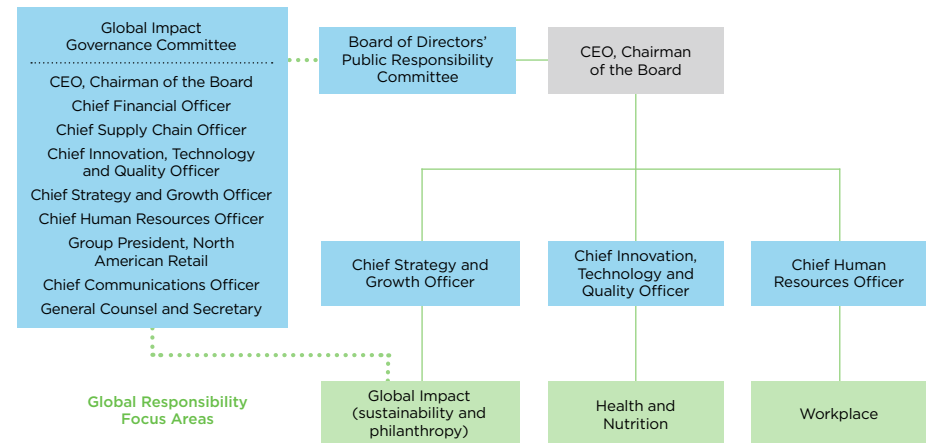 Global Impact
Governance Committee
CEO, Chairman of the Board
Chief Financial Officer
Chief Supply Chain Officer
Chief Innovation, Technology
and Quality Officer
Chief Strategy and Growth Officer
Chief Human Resources Officer
Group President, North
American Retail
Chief Communications Officer
General Counsel and Secretary
Board of Directors’
Public Responsibility
Committee
CEO, Chairman
of the Board
Chief Strategy and
Growth Officer
Chief Innovation,
Technology and
Quality Officer
Chief Human
Resources Officer
Global Responsibility
Focus Areas
Global Impact
(sustainability and
philanthropy)
Health and
Nutrition
Workplace